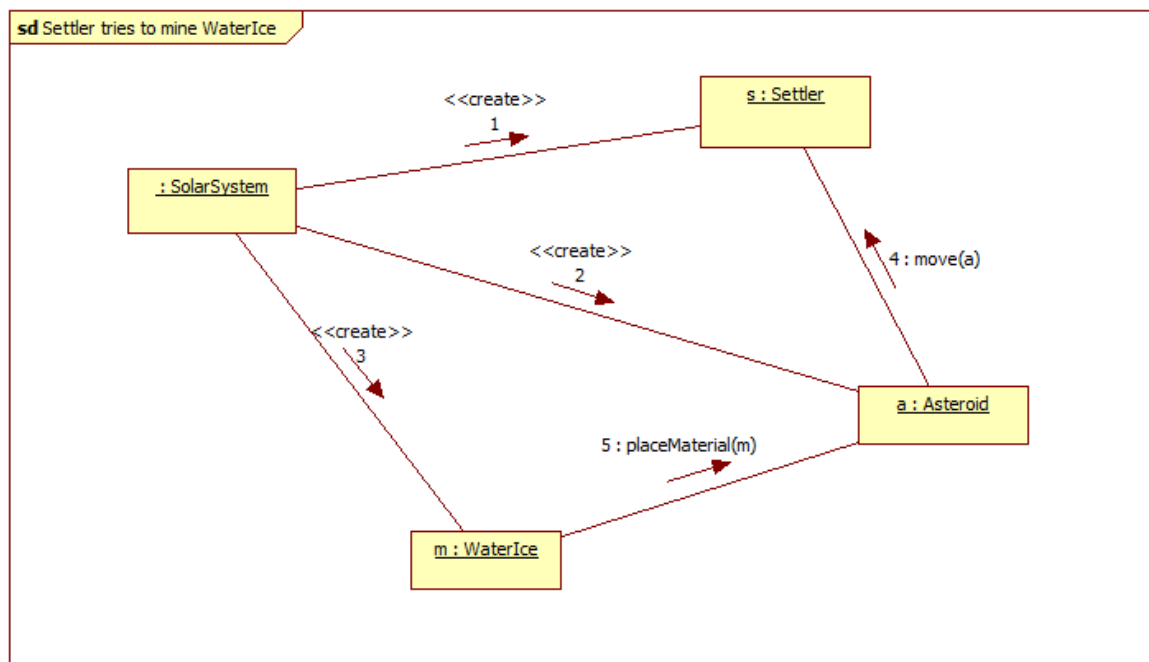 sd Settler tries to mine WaterIce
<<create>>
1
s : Settler
: SolarSystem
<<create>>
2
4 : move(a)
<<create>>
3
a : Asteroid
5 : placeMaterial(m)
m : WaterIce